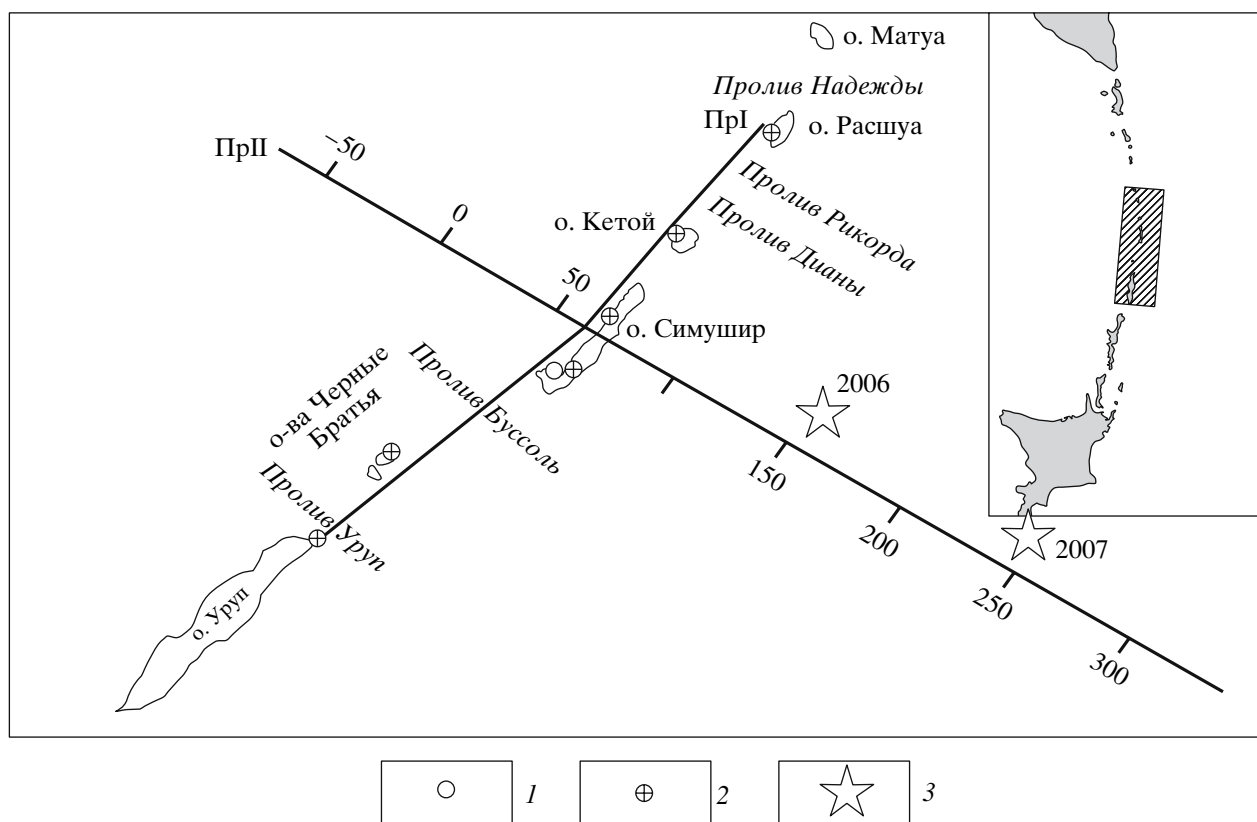 о. Матуа
Пролив Надежды
ПрI
о. Расшуа
ПрII
–50
Пролив Рикорда
0
о. Кетой
Пролив Дианы
50
о. Симушир
о-ва Черные
Братья
Пролив Буссоль
2006
150
Пролив Уруп
200
2007
250
о. Уруп
300
1
2
3